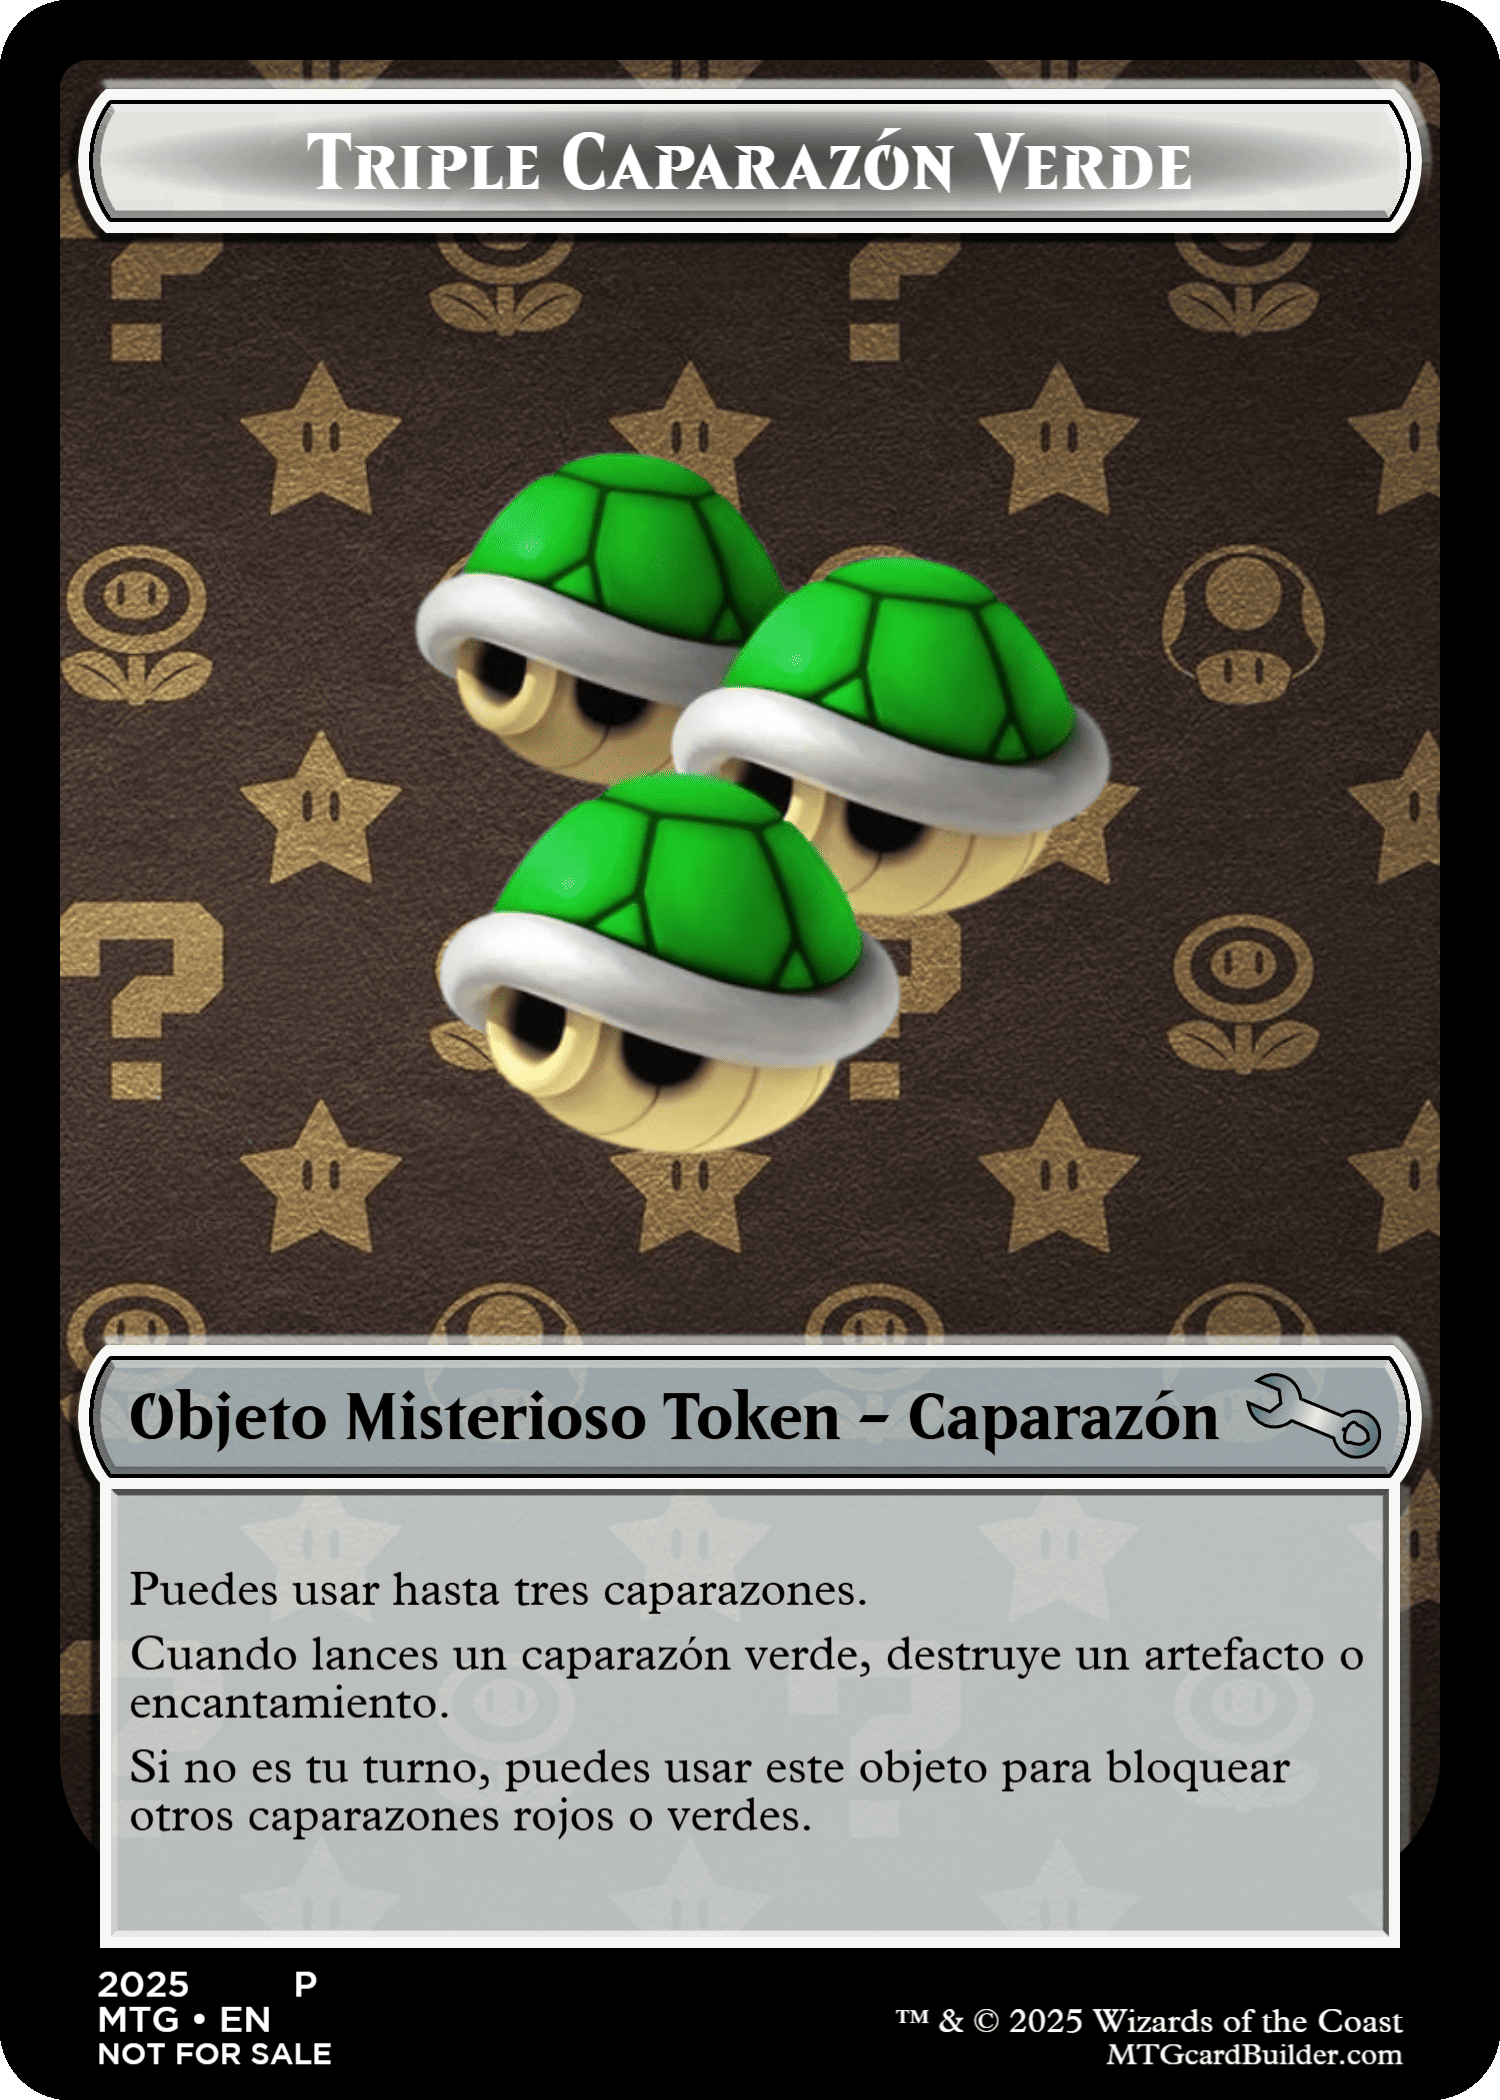 Triple Caparazón Verde
Objeto Misterioso Token – Caparazón
Puedes usar hasta tres caparazones.
Cuando lances un caparazón verde, destruye un artefacto o
encantamiento.
Si no es tu turno, puedes usar este objeto para bloquear
otros caparazones rojos o verdes.
2025 P
MTG • EN
NOT FOR SALE
™ & © 2025 Wizards of the Coast
MTGcardBuilder.com